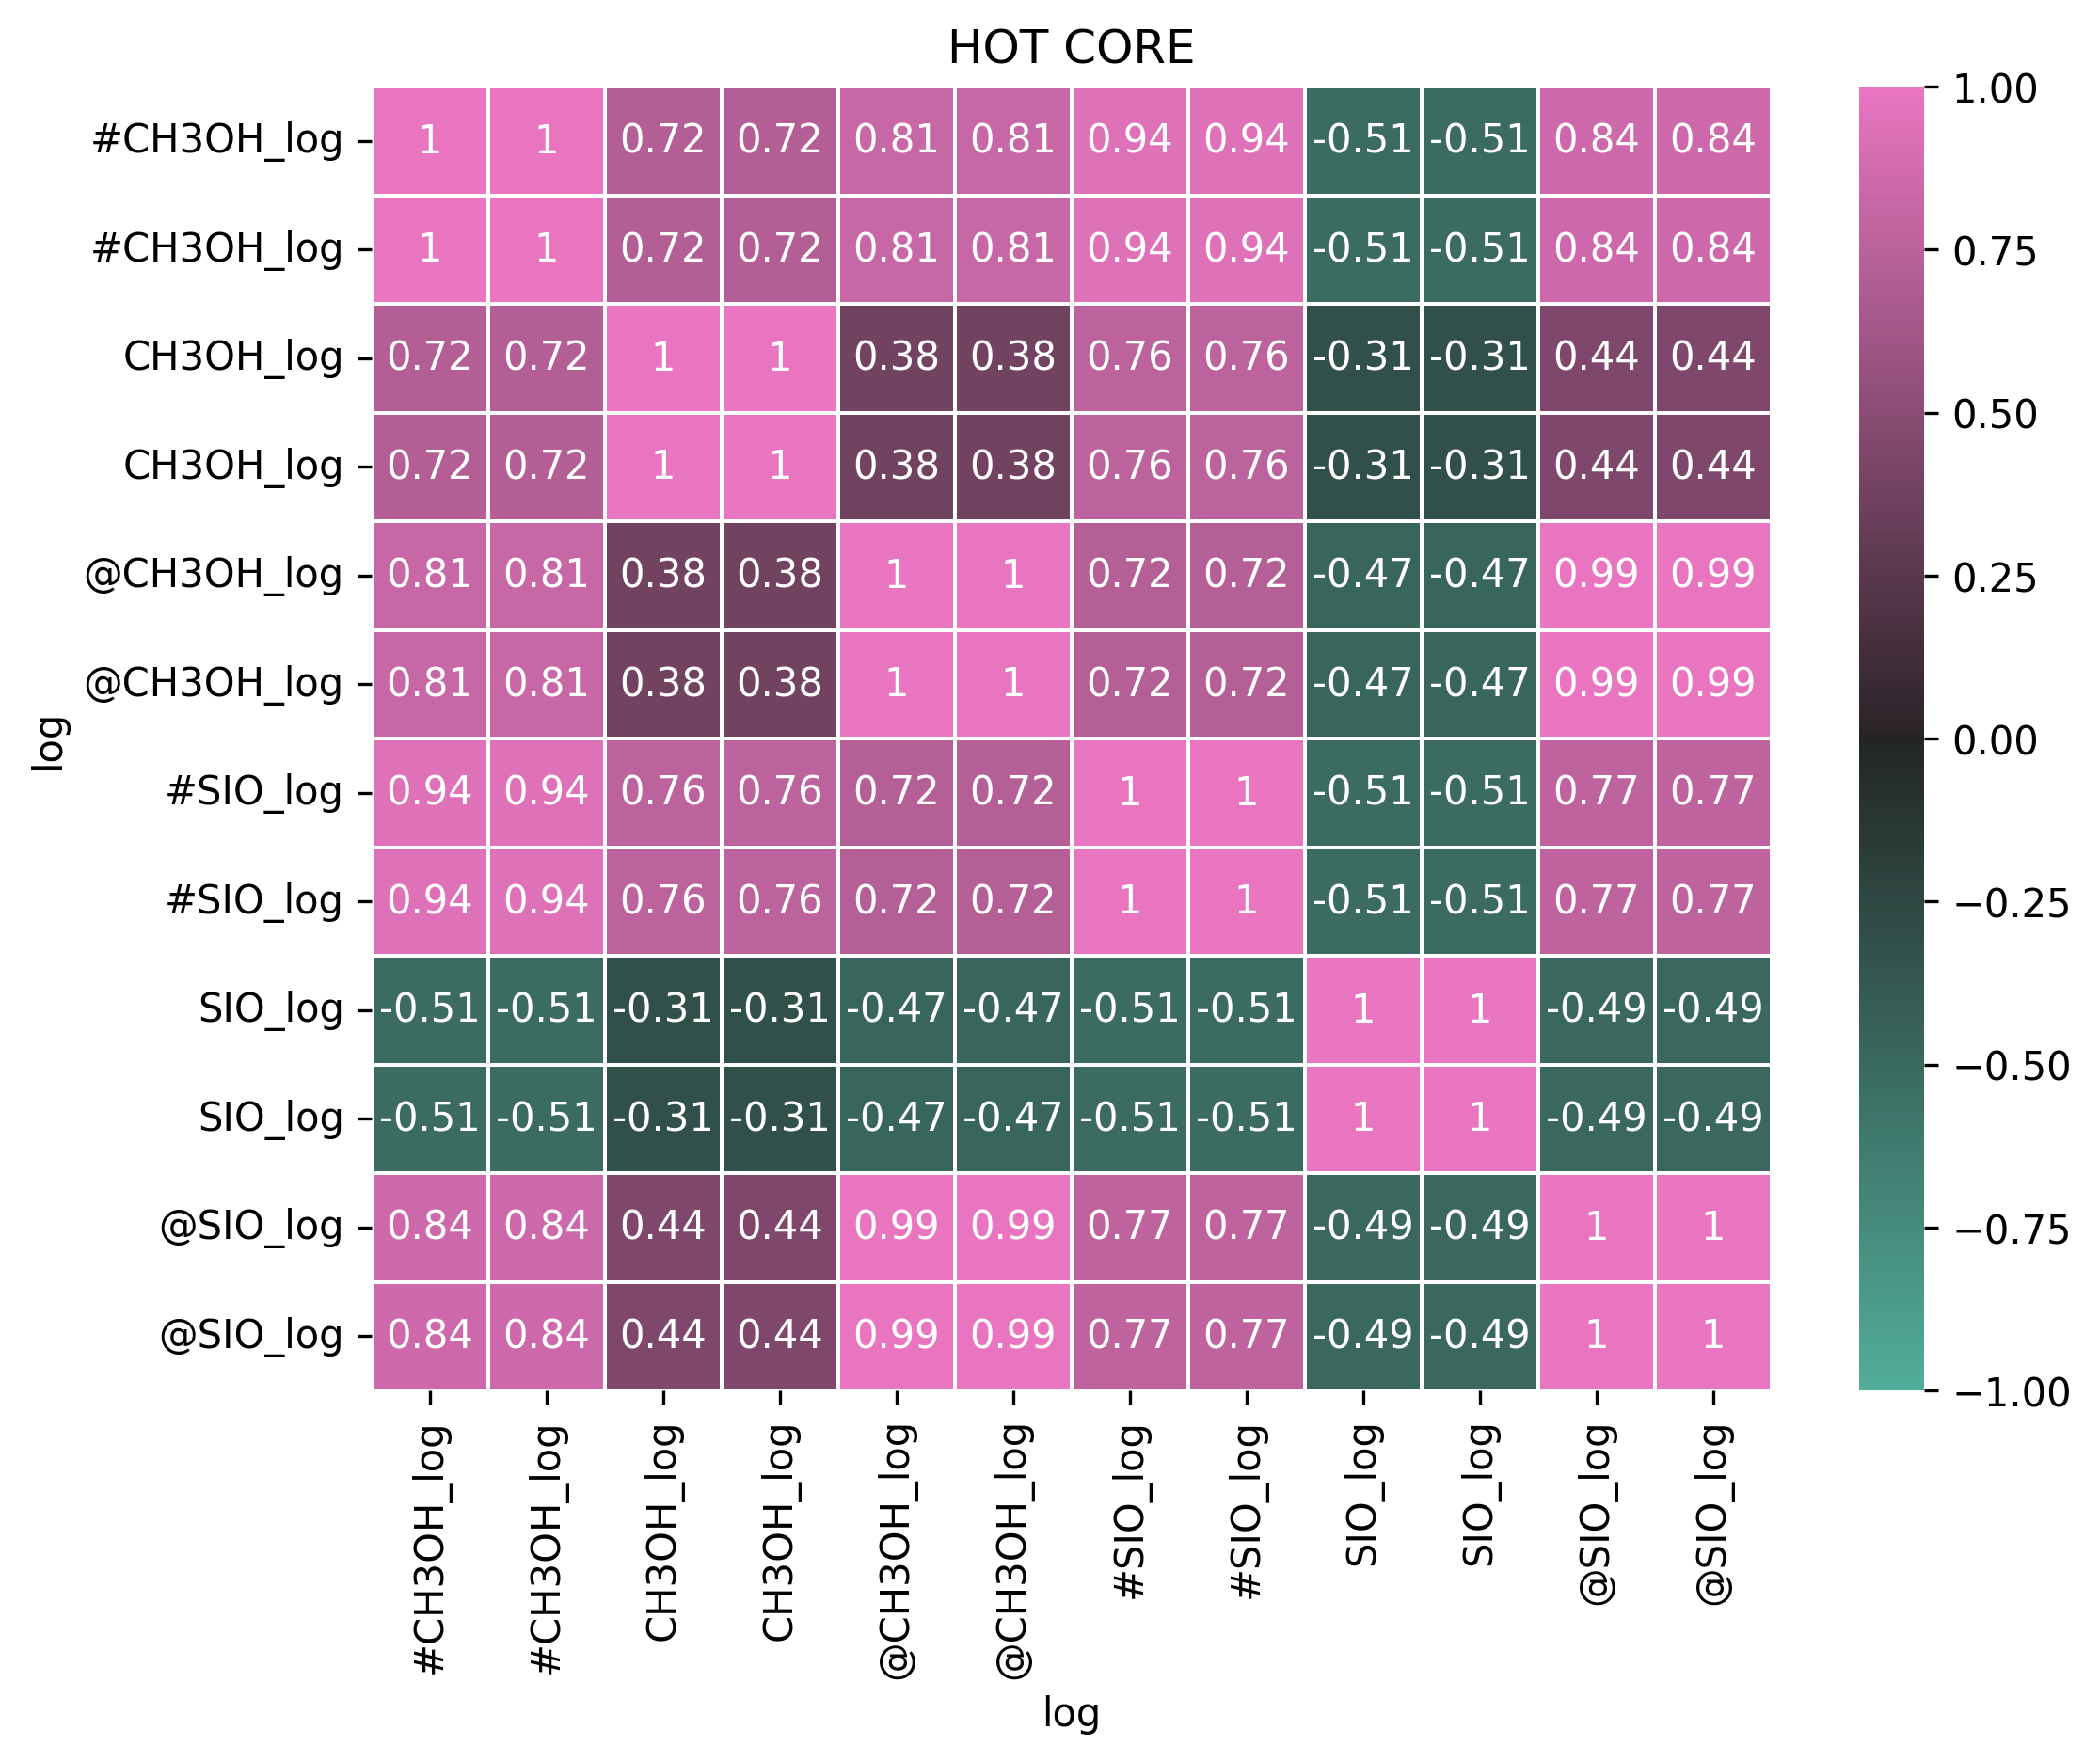 HOT CORE
#CH3OH_log 1 1 0.72 0.72 0.81 0.81 0.94 0.94 -0.51 -0.51 0.84 0.84
#CH3OH_log 1 1 0.72 0.72 0.81 0.81 0.94 0.94 -0.51 -0.51 0.84 0.84
CH3OH_log 0.72 0.72 1 1 0.38 0.38 0.76 0.76 -0.31 -0.31 0.44 0.44
CH3OH_log 0.72 0.72 1 1 0.38 0.38 0.76 0.76 -0.31 -0.31 0.44 0.44
@CH3OH_log 0.81 0.81 0.38 0.38 1 1 0.72 0.72 -0.47 -0.47 0.99 0.99
@CH3OH_log 0.81 0.81 0.38 0.38 1 1 0.72 0.72 -0.47 -0.47 0.99 0.99
#SIO_log 0.94 0.94 0.76 0.76 0.72 0.72 1 1 -0.51 -0.51 0.77 0.77
#SIO_log 0.94 0.94 0.76 0.76 0.72 0.72 1 1 -0.51 -0.51 0.77 0.77
SIO_log -0.51 -0.51 -0.31 -0.31 -0.47 -0.47 -0.51 -0.51 1 1 -0.49 -0.49
SIO_log -0.51 -0.51 -0.31 -0.31 -0.47 -0.47 -0.51 -0.51 1 1 -0.49 -0.49
@SIO_log 0.84 0.84 0.44 0.44 0.99 0.99 0.77 0.77 -0.49 -0.49 1 1
@SIO_log 0.84 0.84 0.44 0.44 0.99 0.99 0.77 0.77 -0.49 -0.49 1 1
log
#CH3OH_log
#CH3OH_log
CH3OH_log
CH3OH_log
@CH3OH_log
@CH3OH_log
#SIO_log
#SIO_log
SIO_log
SIO_log
@SIO_log
@SIO_log
log
1.00
0.75
0.50
0.25
0.00
−0.25
−0.50
−0.75
−1.00